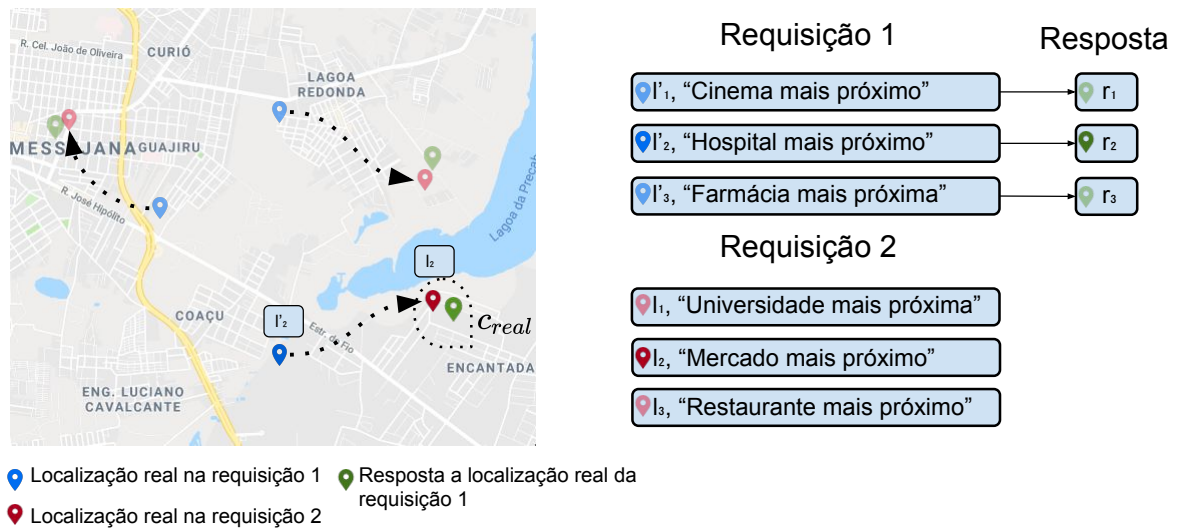 R. Cel. João de Oliveira
CURIÓ
LAGOA
REDONDA
MESSEJANA
GUAJIRU
R. José Hipólito
Lagoa da Precab
l₂
l'₂
c_real
COAÇU
Estr. do Fio
ENCANTADA
ENG. LUCIANO
CAVALCANTE
Localização real na requisição 1
Localização real na requisição 2
Resposta a localização real da
requisição 1
Requisição 1
Resposta
l'₁, “Cinema mais próximo”
r₁
l'₂, “Hospital mais próximo”
r₂
l'₃, “Farmácia mais próxima”
r₃
Requisição 2
l₁, “Universidade mais próxima”
l₂, “Mercado mais próximo”
l₃, “Restaurante mais próximo”